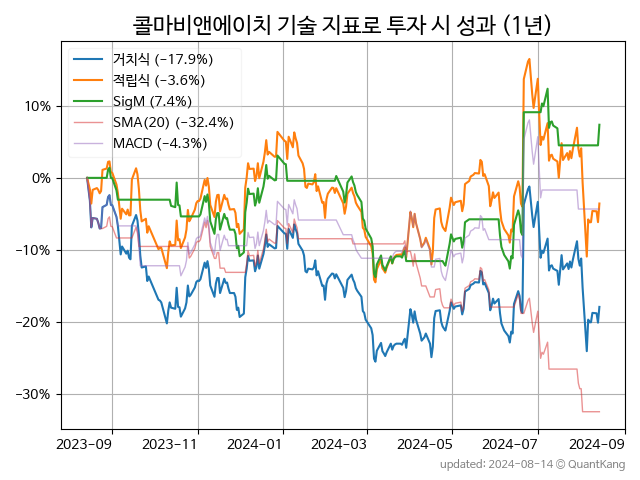 콜마비앤에이치 기술 지표로 투자 시 성과 (1년)
거치식 (-17.9%)
적립식 (-3.6%)
SigM (7.4%)
SMA(20) (-32.4%)
MACD (-4.3%)
10%
0%
-10%
-20%
-30%
2023-09 2023-11 2024-01 2024-03 2024-05 2024-07 2024-09
updated: 2024-08-14 © QuantKang